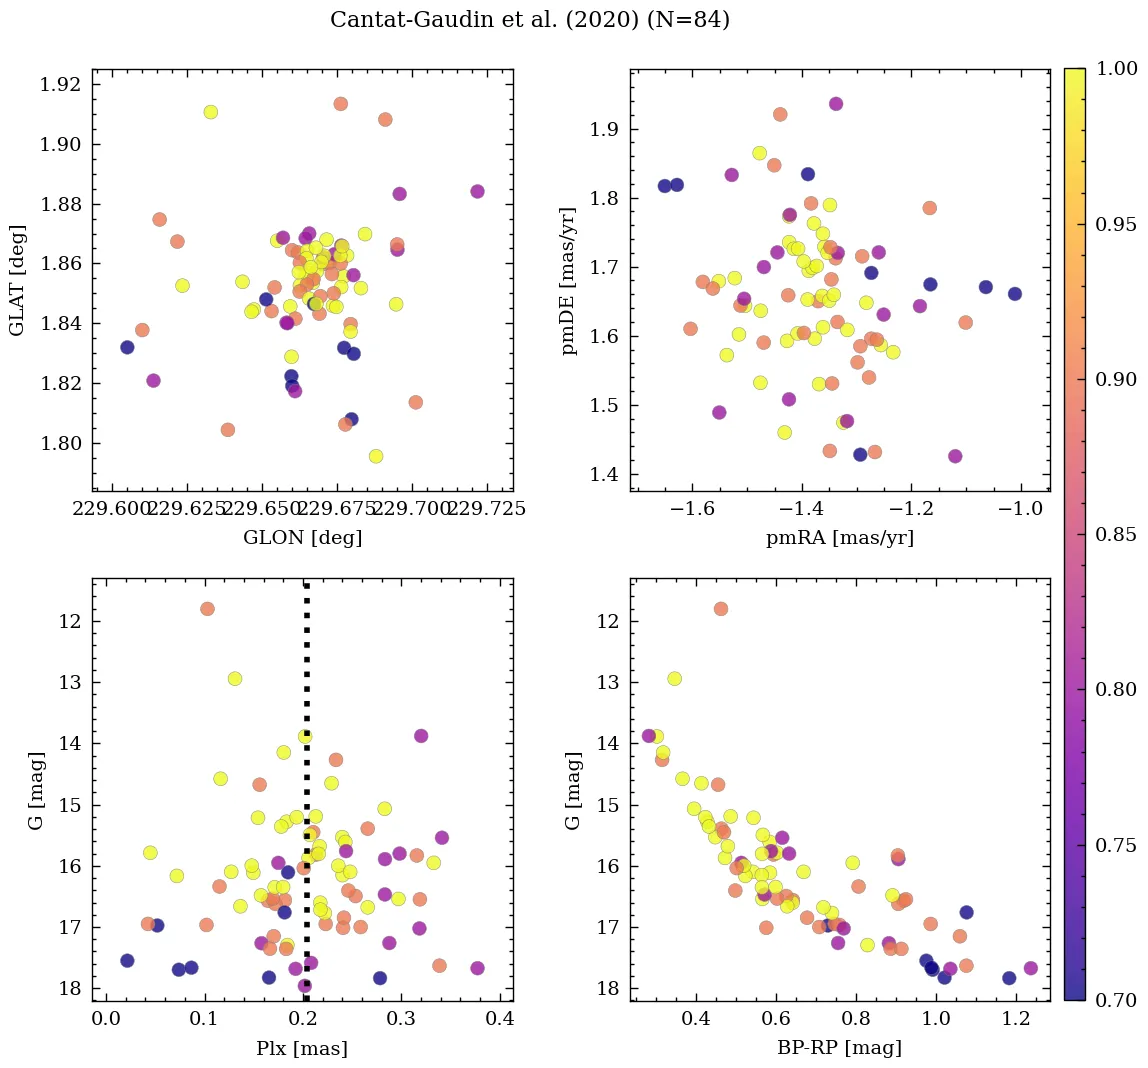 Cantat-Gaudin et al. (2020) (N=84)
1.92
1.90
1.88
1.86
1.84
1.82
1.80
GLAT [deg]
229.600 229.625 229.650 229.675 229.700 229.725
GLON [deg]
1.9
1.8
1.7
1.6
1.5
1.4
pmDE [mas/yr]
−1.6 −1.4 −1.2 −1.0
pmRA [mas/yr]
12
13
14
15
16
17
18
G [mag]
0.0 0.1 0.2 0.3 0.4
Plx [mas]
12
13
14
15
16
17
18
G [mag]
0.4 0.6 0.8 1.0 1.2
BP-RP [mag]
1.00
0.95
0.90
0.85
0.80
0.75
0.70